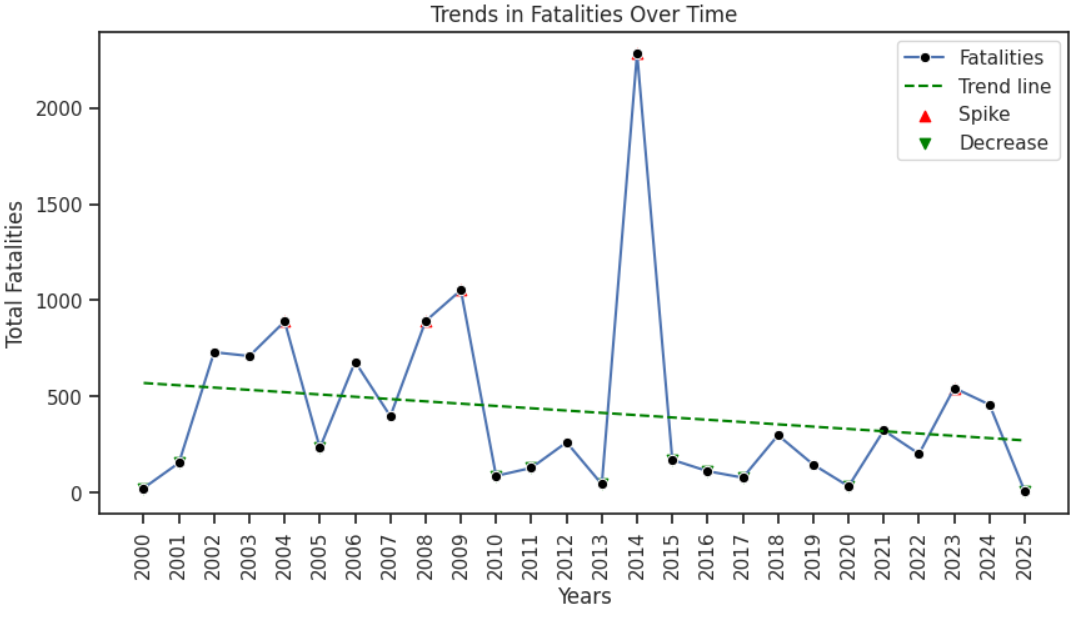 Trends in Fatalities Over Time
Fatalities
Trend line
Spike
Decrease
Total Fatalities
2000
1500
1000
500
0
2000 2001 2002 2003 2004 2005 2006 2007 2008 2009 2010 2011 2012 2013 2014 2015 2016 2017 2018 2019 2020 2021 2022 2023 2024 2025
Years